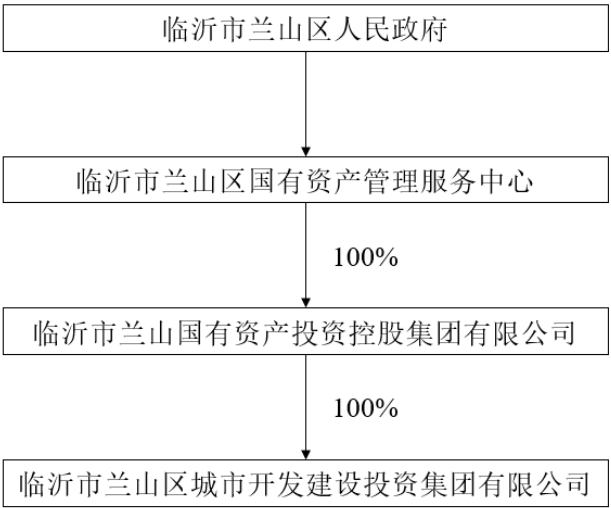 临沂市兰山区人民政府
临沂市兰山区国有资产管理服务中心
100%
临沂市兰山国有资产投资控股集团有限公司
100%
临沂市兰山区城市开发建设投资集团有限公司